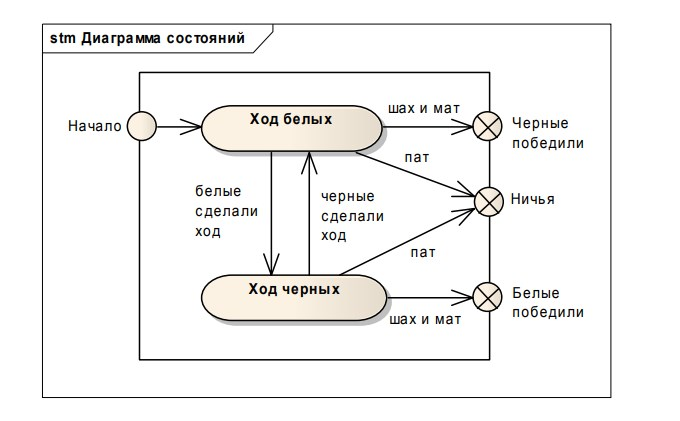 stm Диаграмма состояний
Начало
Ход белых
шах и мат
Черные
победили
пат
Ничья
белые
сделали
ход
черные
сделали
ход
пат
Ход черных
шах и мат
Белые
победили